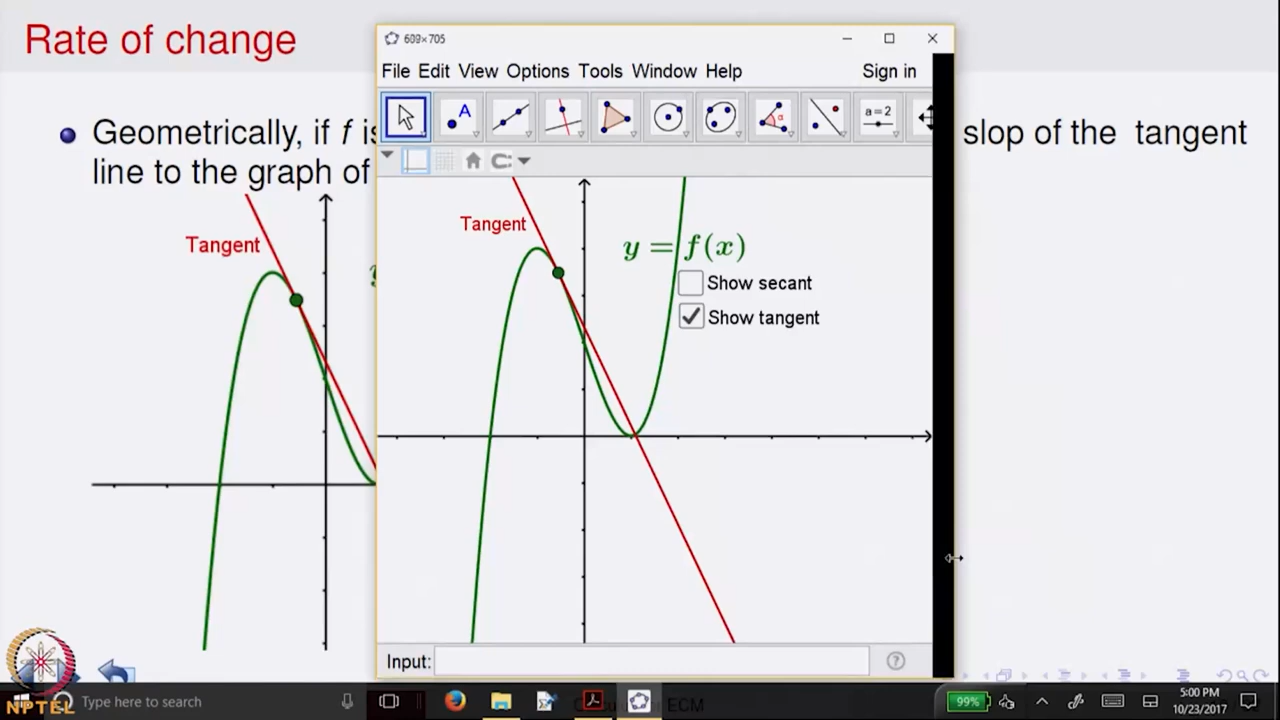 Rate of change
609×705
File Edit View Options Tools Window Help Sign in
A
α
a=2
Geometrically, if f is slop of the tangent
line to the graph of
Tangent
Tangent
y = f(x)
Show secant
Show tangent
Input:
?
NPTEL
Type here to search
ECM
99%
5:00 PM
10/23/2017